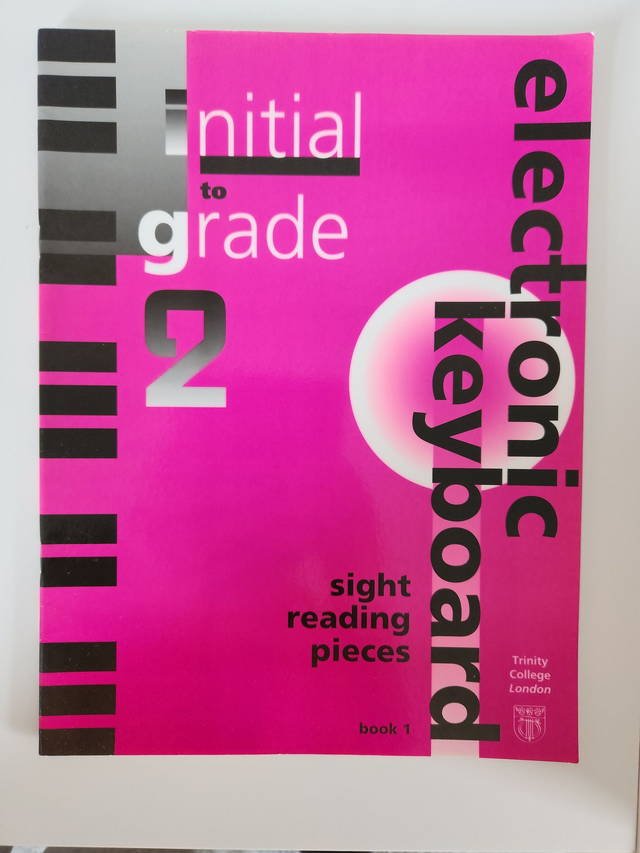 initial
to
grade
2
electronic
keyboard
sight
reading
pieces
book 1
Trinity
College
London